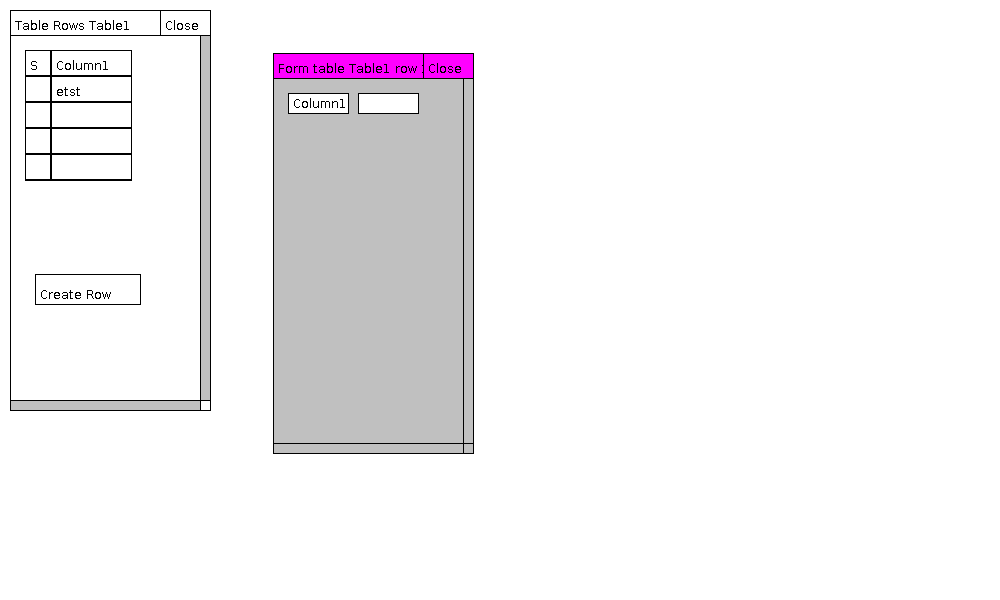 Table Rows Table1 Close
S Column1
etst
Create Row
Form table Table1 row Close
Column1